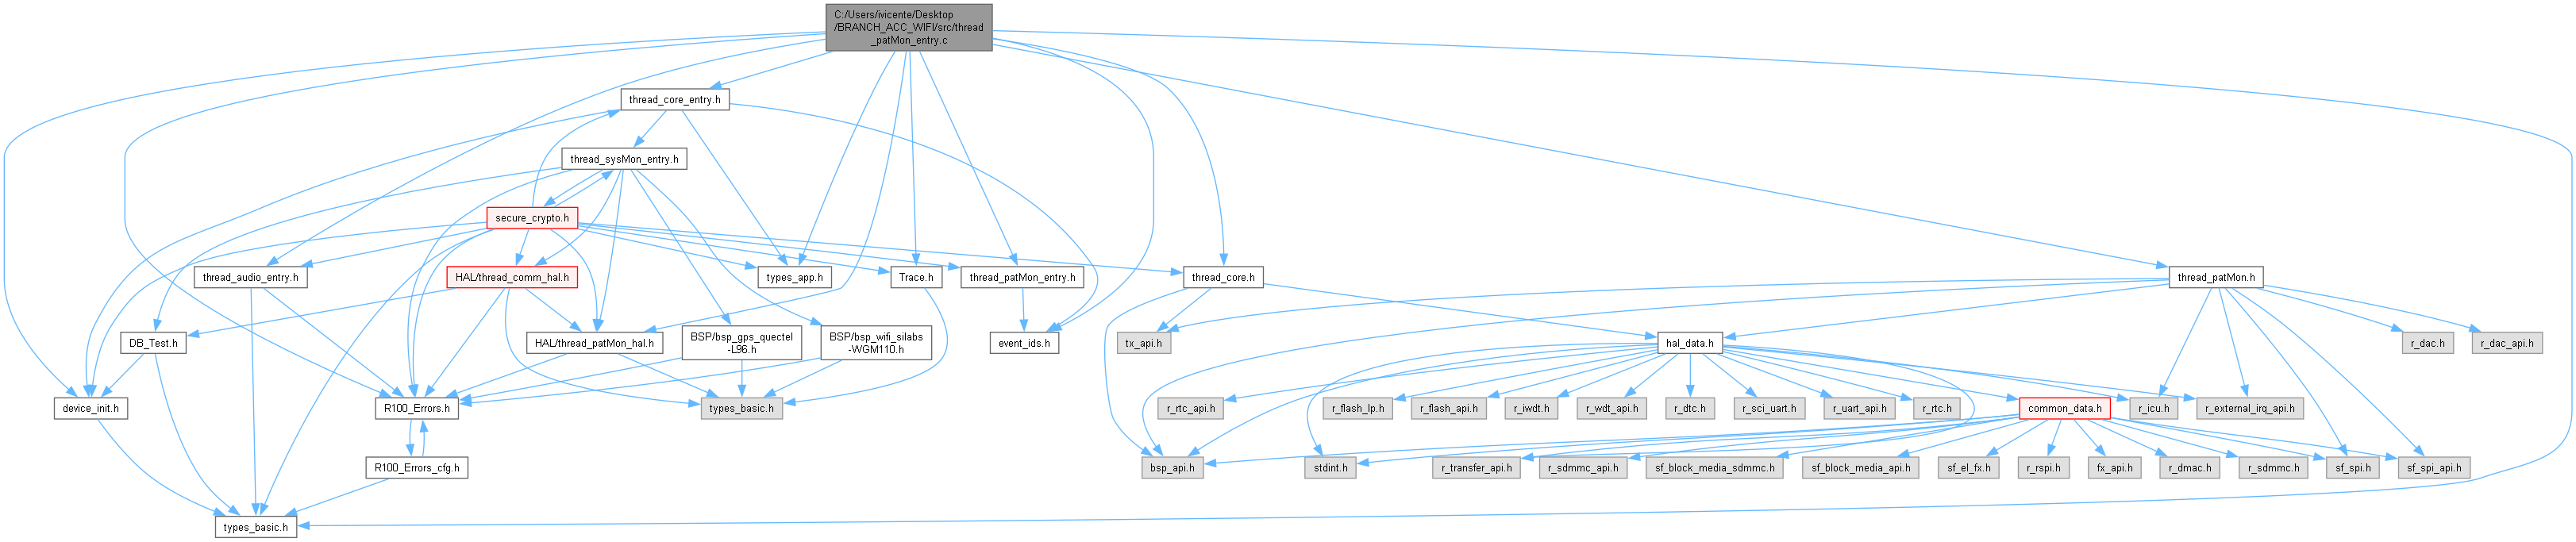 C:/Users/ivicente/Desktop
/BRANCH_ACC_WIFI/src/thread
_patMon_entry.c
thread_core_entry.h
thread_sysMon_entry.h
secure_crypto.h
thread_audio_entry.h
HAL/thread_comm_hal.h
types_app.h
Trace.h
thread_patMon_entry.h
thread_core.h
thread_patMon.h
DB_Test.h
HAL/thread_patMon_hal.h
BSP/bsp_gps_quectel
-L96.h
BSP/bsp_wifi_silabs
-WGM110.h
event_ids.h
tx_api.h
hal_data.h
r_dac.h
r_dac_api.h
device_init.h
R100_Errors.h
types_basic.h
r_rtc_api.h
r_flash_lp.h
r_flash_api.h
r_iwdt.h
r_wdt_api.h
r_dtc.h
r_sci_uart.h
r_uart_api.h
r_rtc.h
common_data.h
r_icu.h
r_external_irq_api.h
R100_Errors_cfg.h
bsp_api.h
stdint.h
r_transfer_api.h
r_sdmmc_api.h
sf_block_media_sdmmc.h
sf_block_media_api.h
sf_el_fx.h
r_rspi.h
fx_api.h
r_dmac.h
r_sdmmc.h
sf_spi.h
sf_spi_api.h
types_basic.h